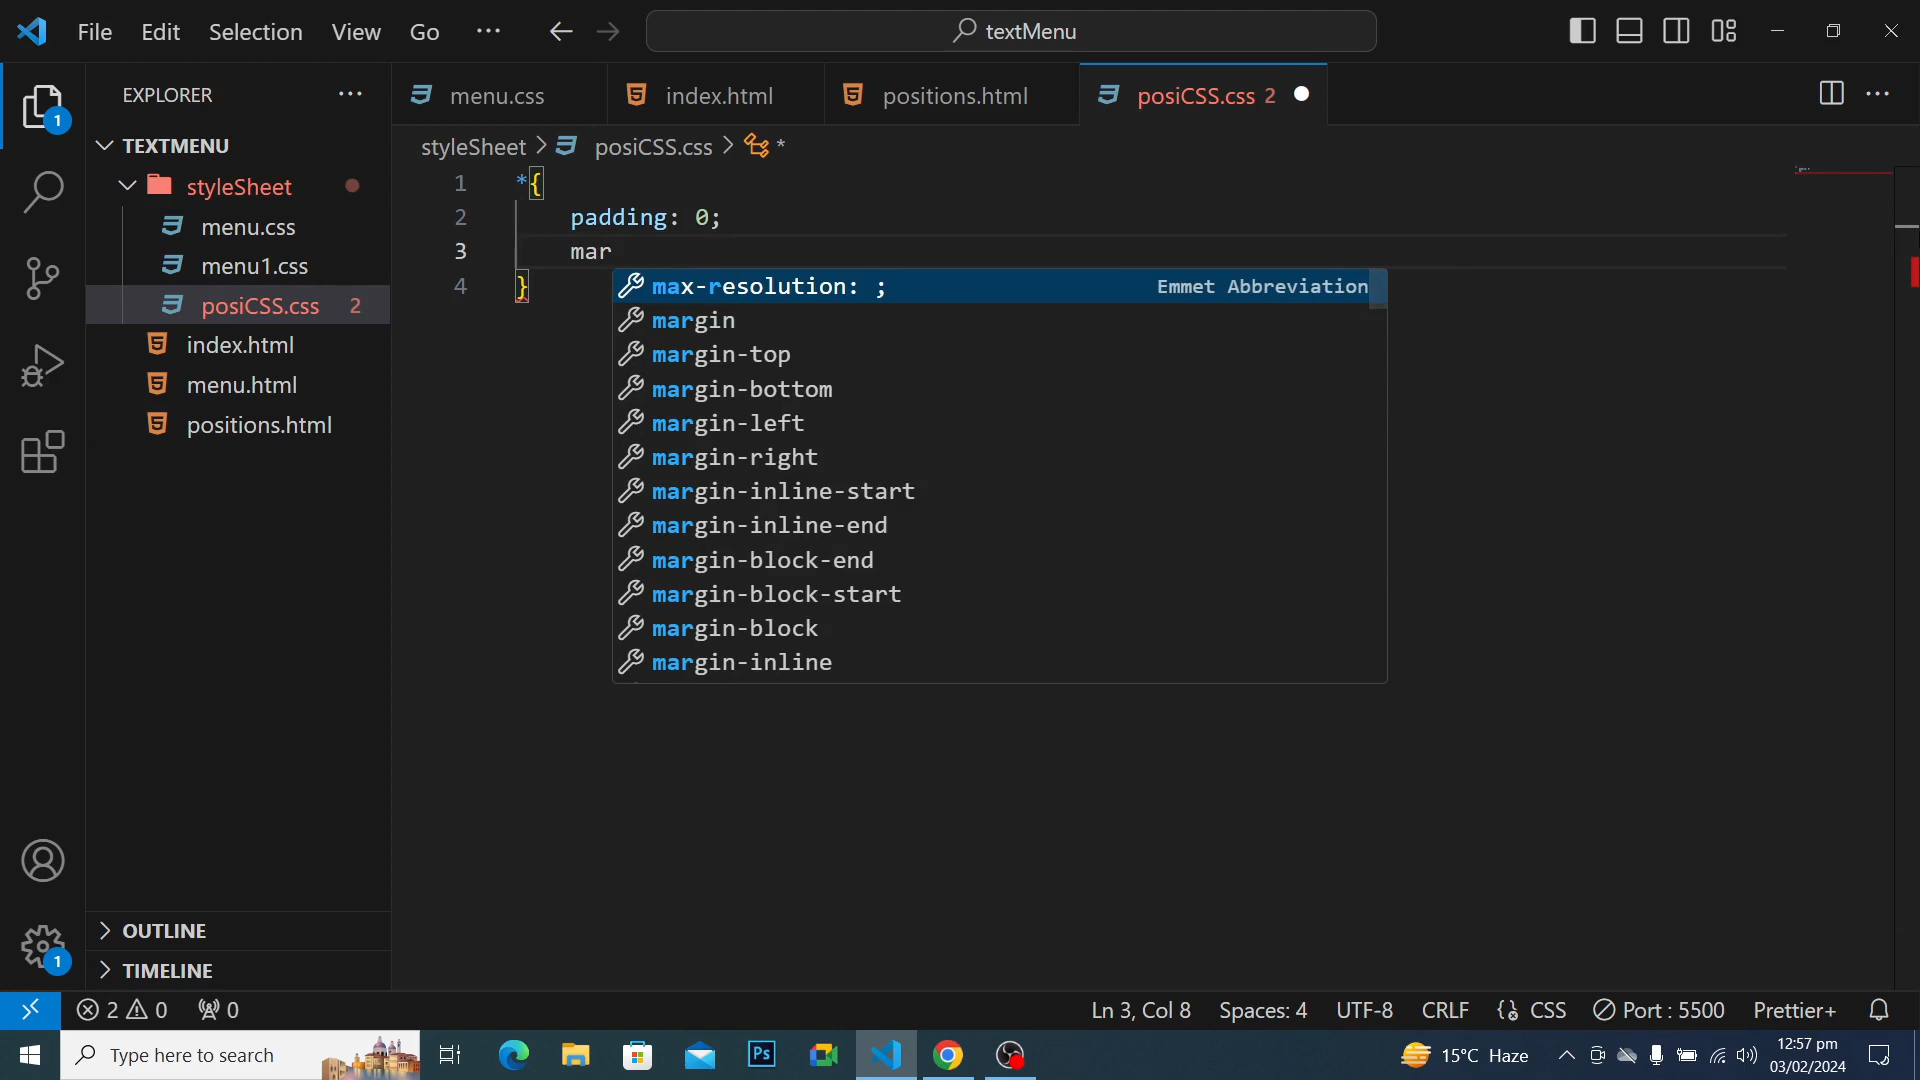 File Edit Selection View Go ··· textMenu
EXPLORER ···
menu.css index.html positions.html posiCSS.css 2
TEXTMENU
styleSheet > posiCSS.css > *
styleSheet
menu.css
menu1.css
posiCSS.css 2
index.html
menu.html
positions.html
1 *{
2 padding: 0;
3 mar
4 }
max-resolution: ; Emmet Abbreviation
margin
margin-top
margin-bottom
margin-left
margin-right
margin-inline-start
margin-inline-end
margin-block-end
margin-block-start
margin-block
margin-inline
1
1
OUTLINE
TIMELINE
2 0 0 Ln 3, Col 8 Spaces: 4 UTF-8 CRLF CSS Port : 5500 Prettier+
Type here to search Ps 15°C Haze 12:57 pm
03/02/2024